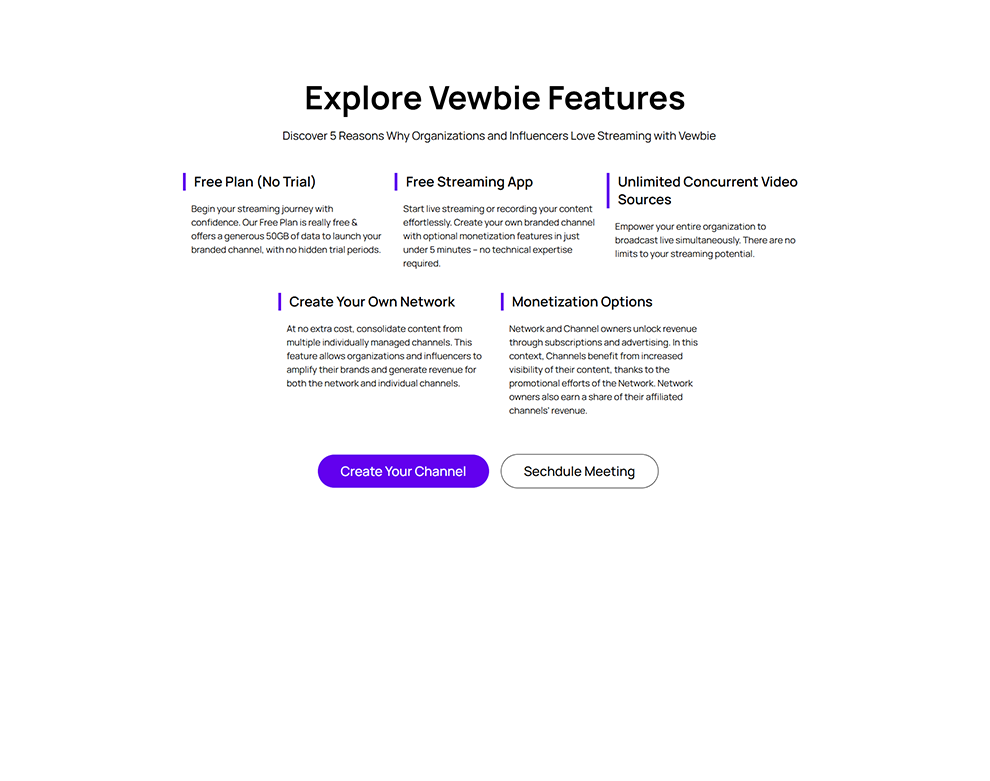 Explore Vewbie Features
Discover 5 Reasons Why Organizations and Influencers Love Streaming with Vewbie
Free Plan (No Trial)
Begin your streaming journey with
confidence. Our Free Plan is really free &
offers a generous 50GB of data to launch your
branded channel, with no hidden trial periods.
Free Streaming App
Start live streaming or recording your content
effortlessly. Create your own branded channel
with optional monetization features in just
under 5 minutes – no technical expertise
required.
Unlimited Concurrent Video
Sources
Empower your entire organization to
broadcast live simultaneously. There are no
limits to your streaming potential.
Create Your Own Network
At no extra cost, consolidate content from
multiple individually managed channels. This
feature allows organizations and influencers to
amplify their brands and generate revenue for
both the network and individual channels.
Monetization Options
Network and Channel owners unlock revenue
through subscriptions and advertising. In this
context, Channels benefit from increased
visibility of their content, thanks to the
promotional efforts of the Network. Network
owners also earn a share of their affiliated
channels' revenue.
Create Your Channel
Sechdule Meeting